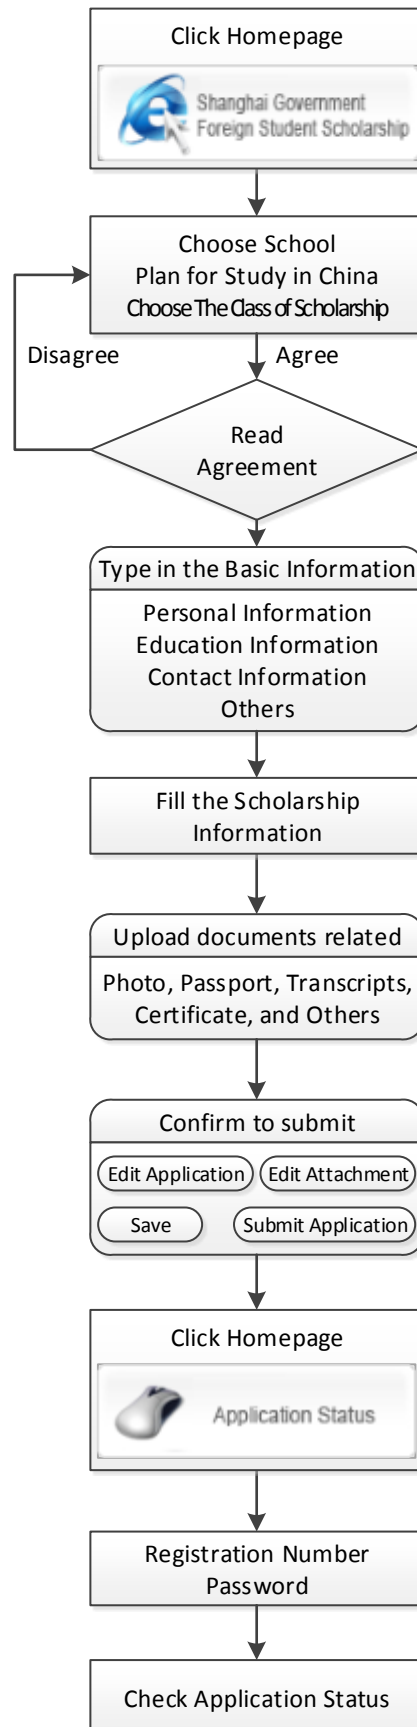 Click Homepage
Shanghai Government
Foreign Student Scholarship
Choose School
Plan for Study in China
Choose The Class of Scholarship
Disagree
Agree
Read
Agreement
Type in the Basic Information
Personal Information
Education Information
Contact Information
Others
Fill the Scholarship
Information
Upload documents related
Photo, Passport, Transcripts,
Certificate, and Others
Confirm to submit
Edit Application
Edit Attachment
Save
Submit Application
Click Homepage
Application Status
Registration Number
Password
Check Application Status